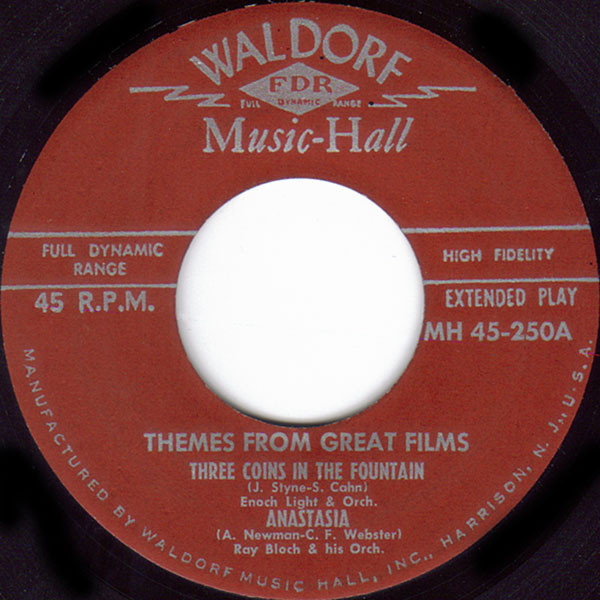 WALDORF
FDR
FULL DYNAMIC RANGE
Music-Hall
FULL DYNAMIC
RANGE
HIGH FIDELITY
45 R.P.M.
EXTENDED PLAY
MH 45-250A
THEMES FROM GREAT FILMS
THREE COINS IN THE FOUNTAIN
(J. Styne-S. Cahn)
Enoch Light & Orch.
ANASTASIA
(A. Newman-C. F. Webster)
Ray Bloch & his Orch.
MANUFACTURED BY WALDORF MUSIC HALL, INC., HARRISON, N. J., U. S. A.